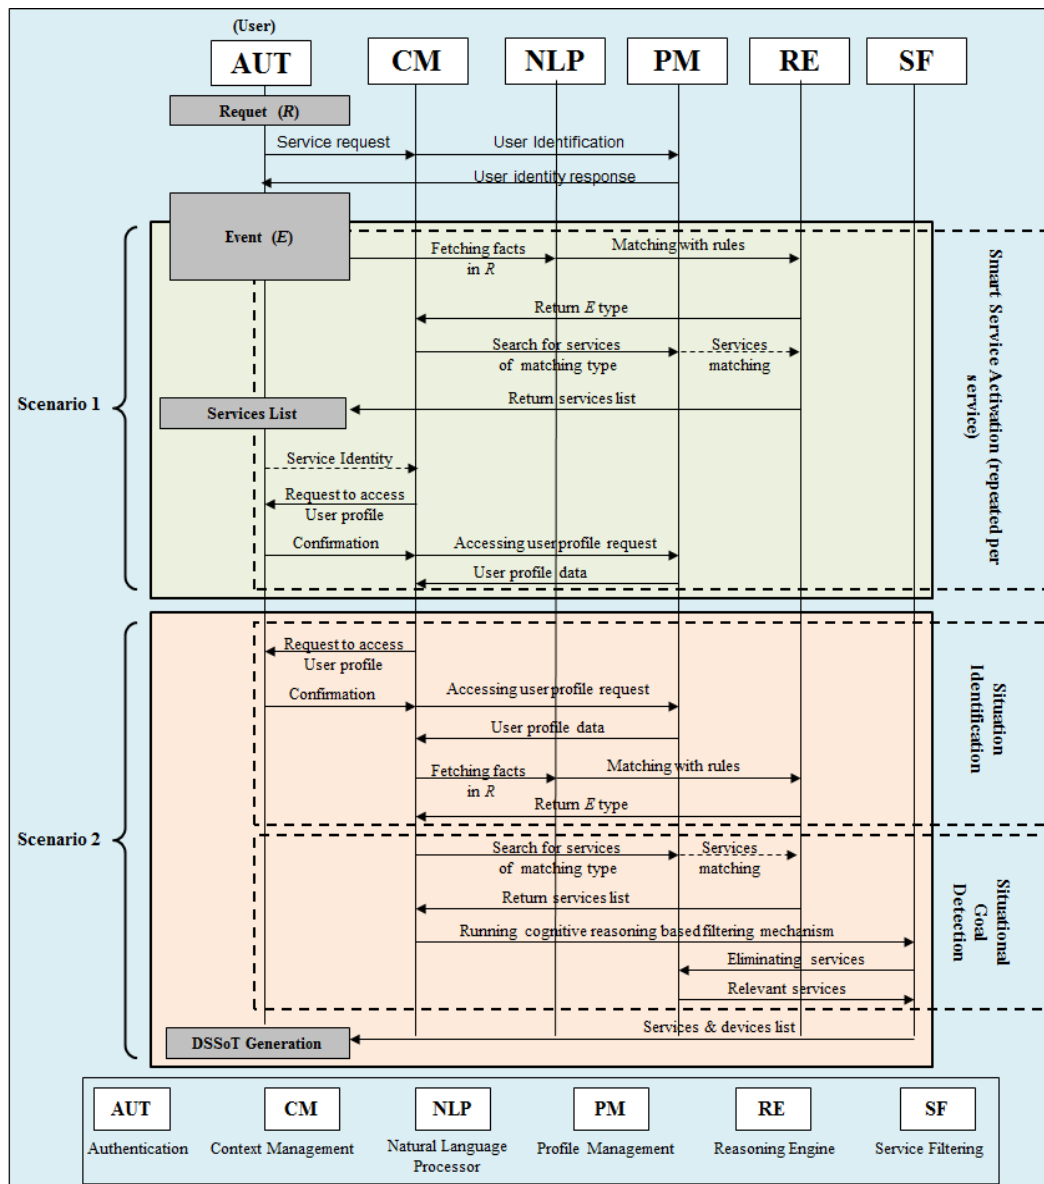 (User)
AUT
CM
NLP
PM
RE
SF
Requet (R)
Service request
User Identification
User identity response
Event (E)
Fetching facts
in R
Matching with rules
Return E type
Search for services
of matching type
Services
matching
Return services list
Services List
Service Identity
Request to access
User profile
Confirmation
Accessing user profile request
User profile data
Scenario 1
Smart Service Activation (repeated per
service)
Request to access
User profile
Confirmation
Accessing user profile request
User profile data
Fetching facts
in R
Matching with rules
Return E type
Situation
Identification
Scenario 2
Search for services
of matching type
Services
matching
Return services list
Running cognitive reasoning based filtering mechanism
Eliminating services
Relevant services
Situational
Goal
Detection
Services & devices list
DSSoT Generation
AUT
CM
NLP
PM
RE
SF
Authentication
Context Management
Natural Language
Processor
Profile Management
Reasoning Engine
Service Filtering